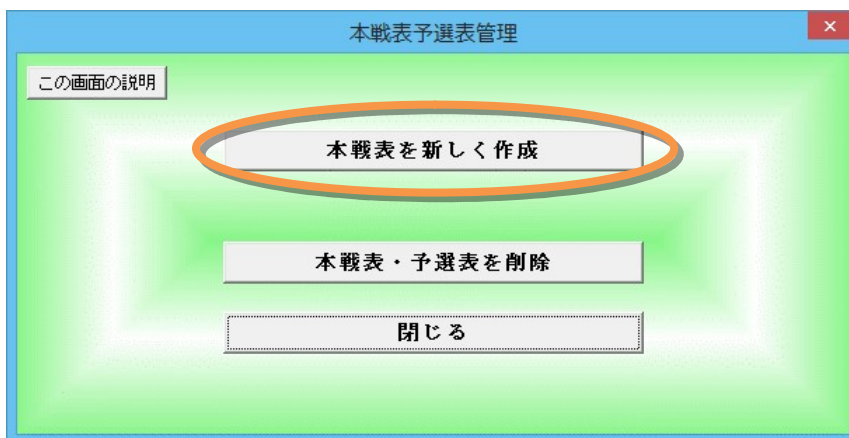 本戦表予選表管理
この画面の説明
本戦表を新しく作成
本戦表・予選表を削除
閉じる